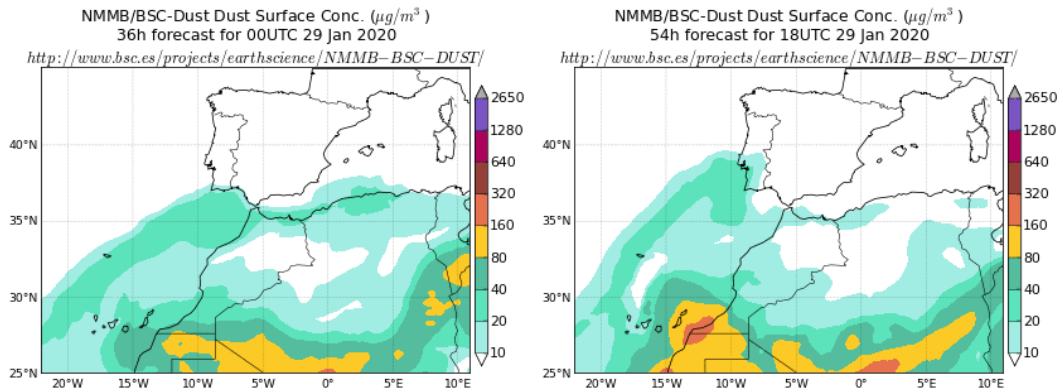 NMMB/BSC-Dust Dust Surface Conc. (µg/m³ )
36h forecast for 00UTC 29 Jan 2020
http://www.bsc.es/projects/earthscience/NMMB−BSC−DUST/
2650
1280
640
320
160
80
40
20
10
40°N
35°N
30°N
25°N
20°W
15°W
10°W
5°W
0°
5°E
10°E
NMMB/BSC-Dust Dust Surface Conc. (µg/m³ )
54h forecast for 18UTC 29 Jan 2020
http://www.bsc.es/projects/earthscience/NMMB−BSC−DUST/
2650
1280
640
320
160
80
40
20
10
40°N
35°N
30°N
25°N
20°W
15°W
10°W
5°W
0°
5°E
10°E